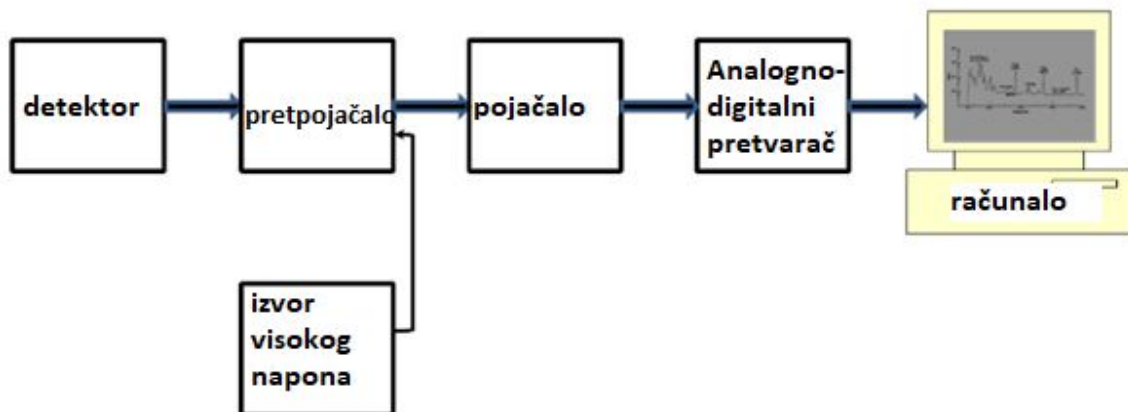 detektor
pretpojačalo
pojačalo
Analogno-
digitalni
pretvarač
računalo
izvor
visokog
napona